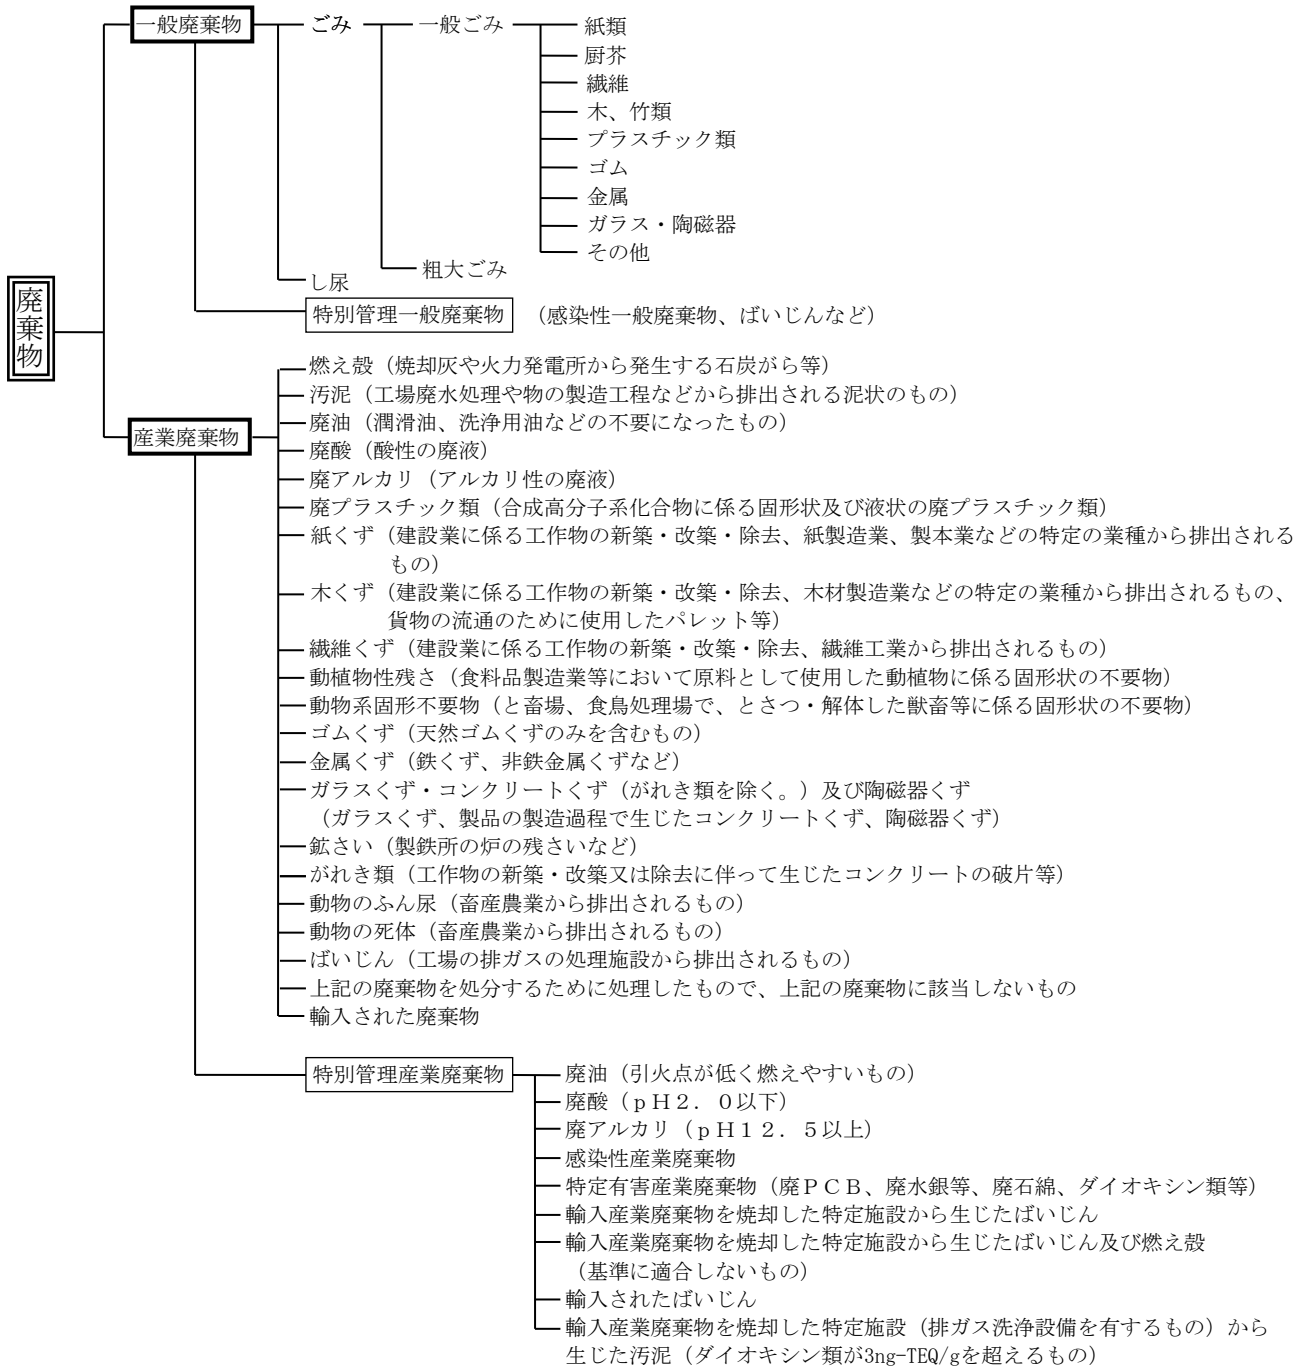 一般廃棄物
ごみ
一般ごみ
紙類
厨芥
繊維
木、竹類
プラスチック類
ゴム
金属
ガラス・陶磁器
その他
粗大ごみ
し尿
特別管理一般廃棄物
（感染性一般廃棄物、ばいじんなど）
廃棄物
産業廃棄物
燃え殻（焼却灰や火力発電所から発生する石炭がら等）
汚泥（工場廃水処理や物の製造工程などから排出される泥状のもの）
廃油（潤滑油、洗浄用油などの不要になったもの）
廃酸（酸性の廃液）
廃アルカリ（アルカリ性の廃液）
廃プラスチック類（合成高分子系化合物に係る固形状及び液状の廃プラスチック類）
紙くず（建設業に係る工作物の新築・改築・除去、紙製造業、製本業などの特定の業種から排出される
もの）
木くず（建設業に係る工作物の新築・改築・除去、木材製造業などの特定の業種から排出されるもの、
貨物の流通のために使用したパレット等）
繊維くず（建設業に係る工作物の新築・改築・除去、繊維工業から排出されるもの）
動植物性残さ（食料品製造業等において原料として使用した動植物に係る固形状の不要物）
動物系固形不要物（と畜場、食鳥処理場で、とさつ・解体した獣畜等に係る固形状の不要物）
ゴムくず（天然ゴムくずのみを含むもの）
金属くず（鉄くず、非鉄金属くずなど）
ガラスくず・コンクリートくず（がれき類を除く。）及び陶磁器くず
（ガラスくず、製品の製造過程で生じたコンクリートくず、陶磁器くず）
鉱さい（製鉄所の炉の残さいなど）
がれき類（工作物の新築・改築又は除去に伴って生じたコンクリートの破片等）
動物のふん尿（畜産農業から排出されるもの）
動物の死体（畜産農業から排出されるもの）
ばいじん（工場の排ガスの処理施設から排出されるもの）
上記の廃棄物を処分するために処理したもので、上記の廃棄物に該当しないもの
輸入された廃棄物
特別管理産業廃棄物
廃油（引火点が低く燃えやすいもの）
廃酸（ｐＨ２．０以下）
廃アルカリ（ｐＨ１２．５以上）
感染性産業廃棄物
特定有害産業廃棄物（廃ＰＣＢ、廃水銀等、廃石綿、ダイオキシン類等）
輸入産業廃棄物を焼却した特定施設から生じたばいじん
輸入産業廃棄物を焼却した特定施設から生じたばいじん及び燃え殻
（基準に適合しないもの）
輸入されたばいじん
輸入産業廃棄物を焼却した特定施設（排ガス洗浄設備を有するもの）から
生じた汚泥（ダイオキシン類が3ng-TEQ/gを超えるもの）